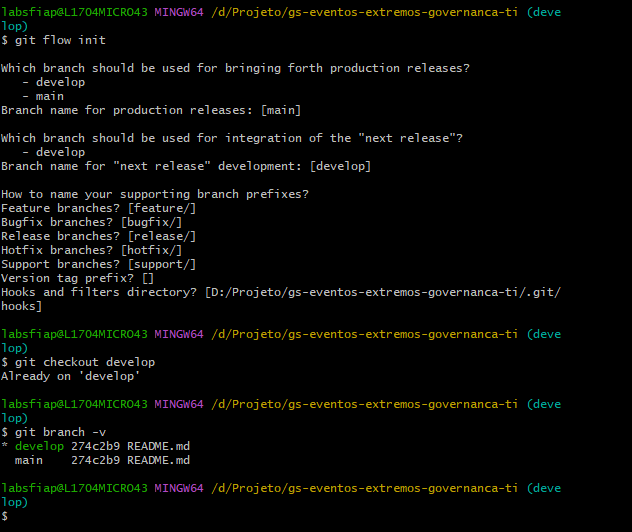 labsfiap@L1704MICRO43 MINGW64 /d/Projeto/gs-eventos-extremos-governanca-ti (deve
lop)
$ git flow init
Which branch should be used for bringing forth production releases?
   - develop
   - main
Branch name for production releases: [main]
Which branch should be used for integration of the "next release"?
   - develop
Branch name for "next release" development: [develop]
How to name your supporting branch prefixes?
Feature branches? [feature/]
Bugfix branches? [bugfix/]
Release branches? [release/]
Hotfix branches? [hotfix/]
Support branches? [support/]
Version tag prefix? []
Hooks and filters directory? [D:/Projeto/gs-eventos-extremos-governanca-ti/.git/
hooks]
labsfiap@L1704MICRO43 MINGW64 /d/Projeto/gs-eventos-extremos-governanca-ti (deve
lop)
$ git checkout develop
Already on 'develop'
labsfiap@L1704MICRO43 MINGW64 /d/Projeto/gs-eventos-extremos-governanca-ti (deve
lop)
$ git branch -v
* develop 274c2b9 README.md
  main    274c2b9 README.md
labsfiap@L1704MICRO43 MINGW64 /d/Projeto/gs-eventos-extremos-governanca-ti (deve
lop)
$